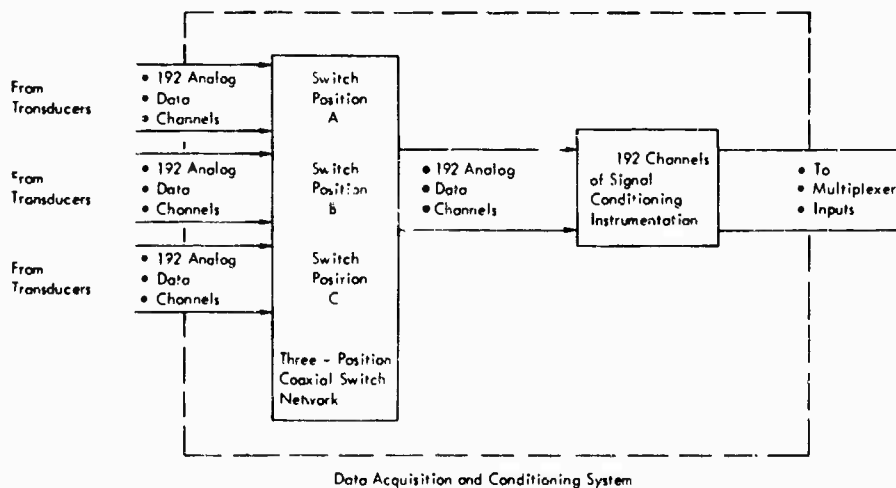 From
Transducers
• 192 Analog
• Data
• Channels
Switch
Position
A
From
Transducers
• 192 Analog
• Data
• Channels
Switch
Position
B
From
Transducers
• 192 Analog
• Data
• Channels
Switch
Position
C
Three - Position
Coaxial Switch
Network
• 192 Analog
• Data
• Channels
192 Channels
of Signal
Conditioning
Instrumentation
• To
• Multiplexer
• Inputs
Data Acquisition and Conditioning System